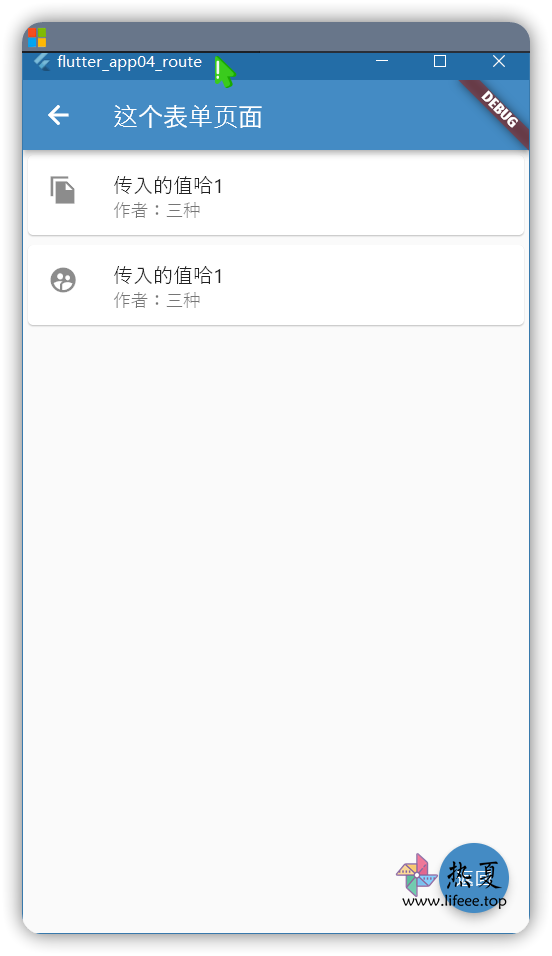 flutter_app04_route
这个表单页面
DEBUG
传入的值哈1
作者：三种
传入的值哈1
作者：三种
热夏
www.lifeee.top